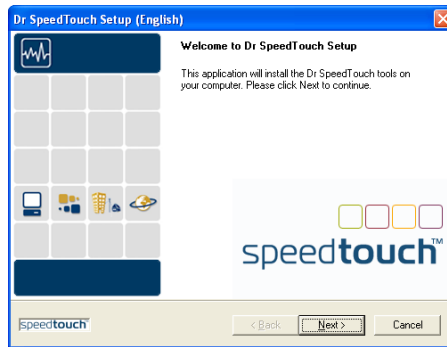 Dr SpeedTouch Setup (English)
Welcome to Dr SpeedTouch Setup
This application will install the Dr SpeedTouch tools on
your computer. Please click Next to continue.
speedtouch™
speedtouch™
< Back
Next >
Cancel